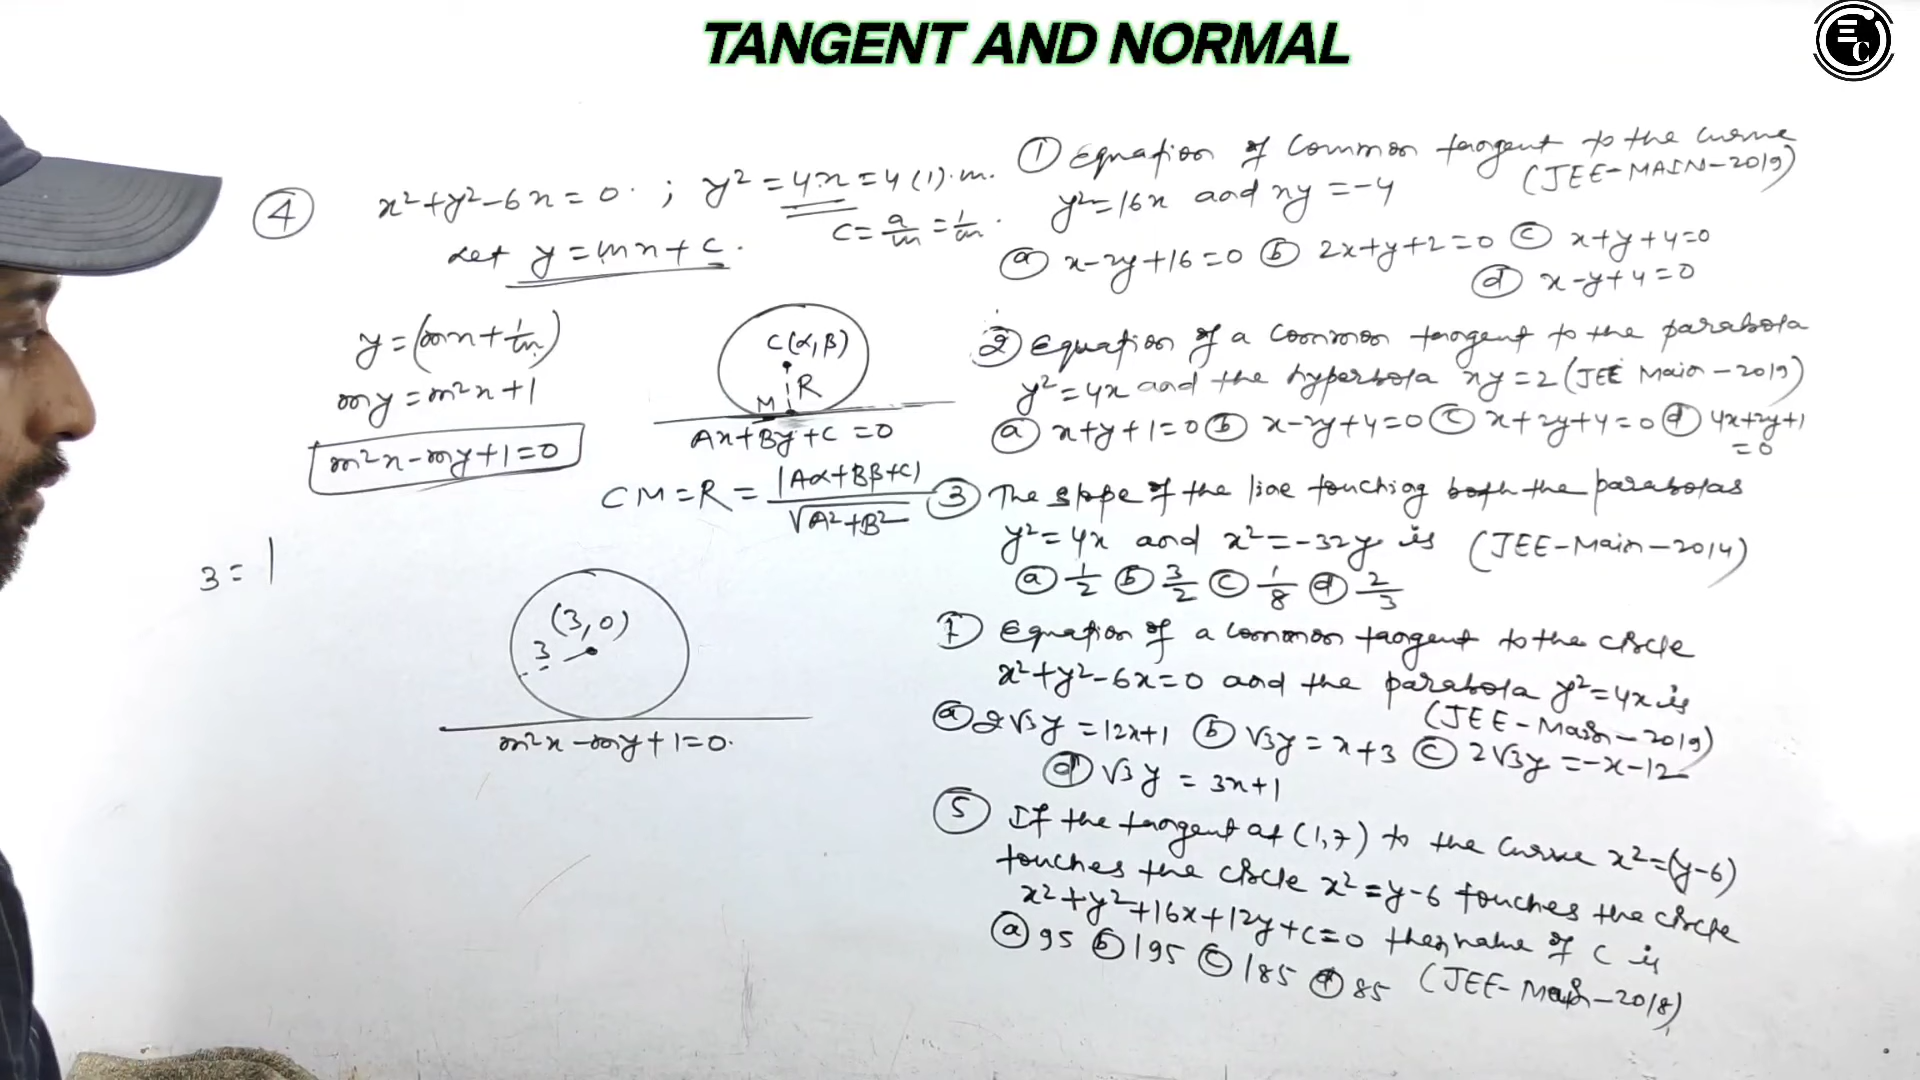 TANGENT AND NORMAL
E C
④ x²+y²-6x=0 ; y²=4x=4(1).x.
Let y=mx+c.
c=a/m=1/m.
y=(mx+1/m)
my=m²x+1
m²x-my+1=0
C(α,β)
R
M
Ax+By+C=0
CM=R=|Aα+Bβ+C|/√A²+B²
3=|
(3,0)
3
m²x-my+1=0.
① Equation of Common tangent to the curve
y²=16x and xy=-4 (JEE-MAIN-2019)
ⓐ x-2y+16=0 ⓑ 2x+y+2=0 ⓒ x+y+4=0
ⓓ x-y+4=0
② Equation of a common tangent to the parabola
y²=4x and the hyperbola xy=2 (JEE Main-2019)
ⓐ x+y+1=0 ⓑ x-2y+4=0 ⓒ x+2y+4=0 ⓓ 4x+2y+1
=0
③ The slope of the line touching both the parabolas
y²=4x and x²=-32y is (JEE-Main-2014)
ⓐ 1/2 ⓑ 3/2 ⓒ 1/8 ⓓ 2/3
Equation of a common tangent to the circle
x²+y²-6x=0 and the parabola y²=4x is
(JEE-Main-2019)
ⓐ 2√3y=12x+1 ⓑ √3y=x+3 ⓒ 2√3y=-x-12
ⓓ √3y=3x+1
⑤ If the tangent at (1,7) to the curve x²=(y-6)
touches the circle x²=y-6 touches the circle
x²+y²+16x+12y+c=0 then value of c is
ⓐ 95 ⓑ 195 ⓒ 185 ⓓ 85 (JEE-Main-2018)